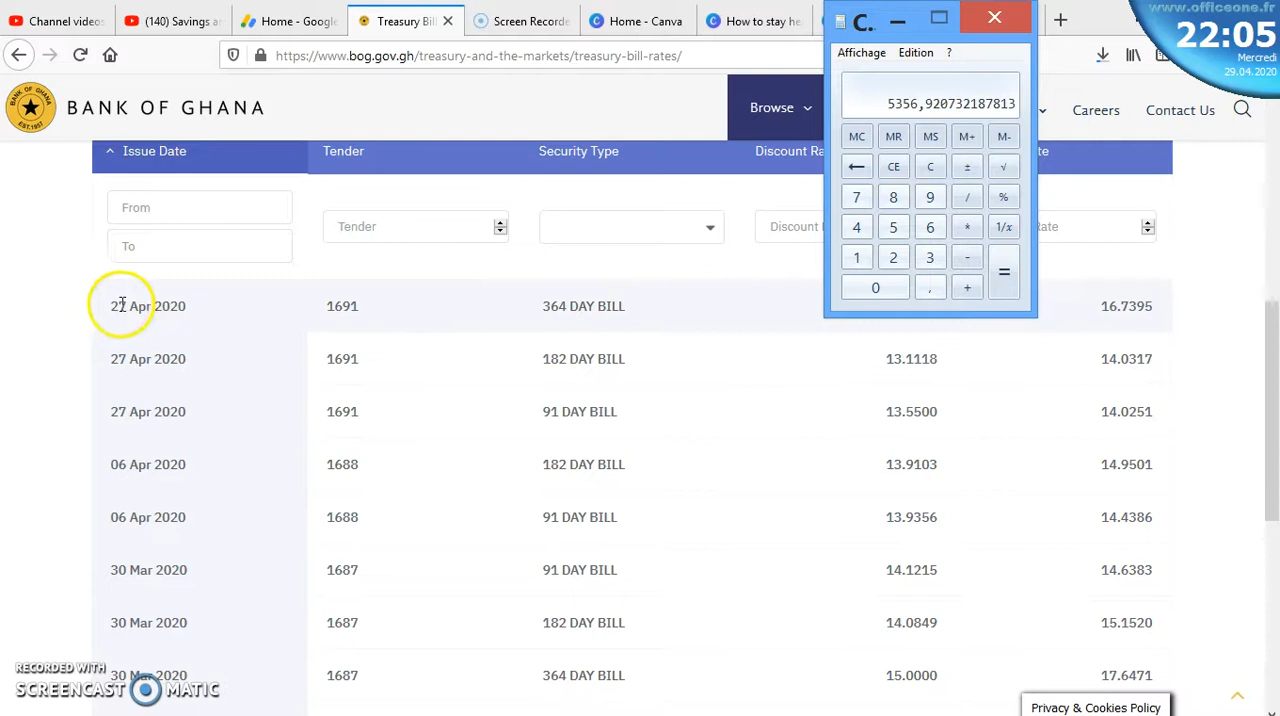 Channel videos
(140) Savings a
Home - Google
Treasury Bil
Screen Recorde
Home - Canva
How to stay he
C.
www.officeone.fr
22:05
Mercredi
29.04.2020
https://www.bog.gov.gh/treasury-and-the-markets/treasury-bill-rates/
Affichage Edition ?
5356,920732187813
BANK OF GHANA
Browse
Careers
Contact Us
MC MR MS M+ M-
← CE C ± √
7 8 9 / %
4 5 6 * 1/x
1 2 3 - =
0 , +
Issue Date Tender Security Type Discount Ra te
From
To
Tender
Discount
Rate
27 Apr 2020 1691 364 DAY BILL 16.7395
27 Apr 2020 1691 182 DAY BILL 13.1118 14.0317
27 Apr 2020 1691 91 DAY BILL 13.5500 14.0251
06 Apr 2020 1688 182 DAY BILL 13.9103 14.9501
06 Apr 2020 1688 91 DAY BILL 13.9356 14.4386
30 Mar 2020 1687 91 DAY BILL 14.1215 14.6383
30 Mar 2020 1687 182 DAY BILL 14.0849 15.1520
30 Mar 2020 1687 364 DAY BILL 15.0000 17.6471
RECORDED WITH
SCREENCAST MATIC
Privacy & Cookies Policy